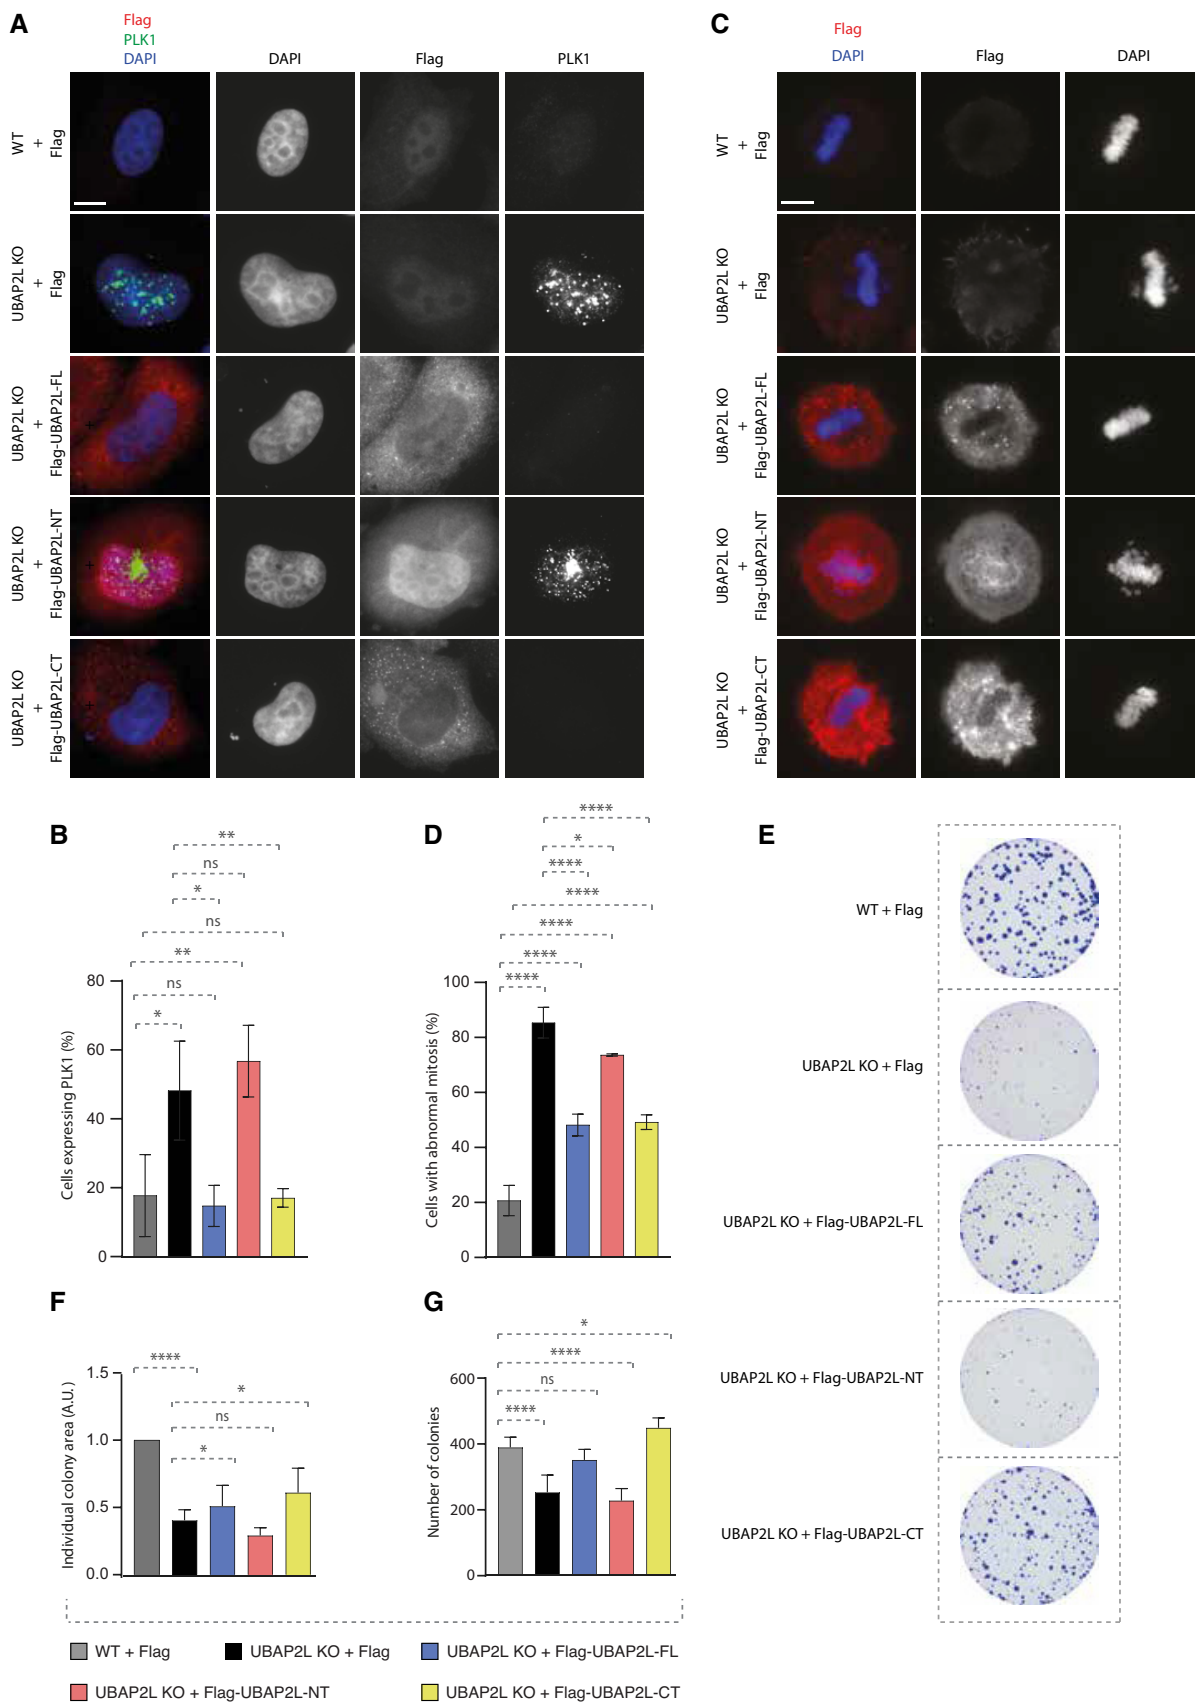 A
Flag
PLK1
DAPI
DAPI
Flag
PLK1
WT
+
Flag
UBAP2L KO
+
Flag
UBAP2L KO
+
Flag-UBAP2L-FL
UBAP2L KO
+
Flag-UBAP2L-NT
UBAP2L KO
+
Flag-UBAP2L-CT
C
Flag
DAPI
Flag
DAPI
WT
+
Flag
UBAP2L KO
+
Flag
UBAP2L KO
+
Flag-UBAP2L-FL
UBAP2L KO
+
Flag-UBAP2L-NT
UBAP2L KO
+
Flag-UBAP2L-CT
B
**
ns
*
ns
**
ns
*
Cells expressing PLK1 (%)
80
60
40
20
0
D
****
*
****
****
****
****
****
Cells with abnormal mitosis (%)
100
80
60
40
20
0
E
WT + Flag
UBAP2L KO + Flag
UBAP2L KO + Flag-UBAP2L-FL
UBAP2L KO + Flag-UBAP2L-NT
UBAP2L KO + Flag-UBAP2L-CT
F
****
*
ns
*
Individual colony area (A.U.)
1.5
1.0
0.5
0.0
G
*
****
ns
****
Number of colonies
600
400
200
0
WT + Flag
UBAP2L KO + Flag
UBAP2L KO + Flag-UBAP2L-FL
UBAP2L KO + Flag-UBAP2L-NT
UBAP2L KO + Flag-UBAP2L-CT